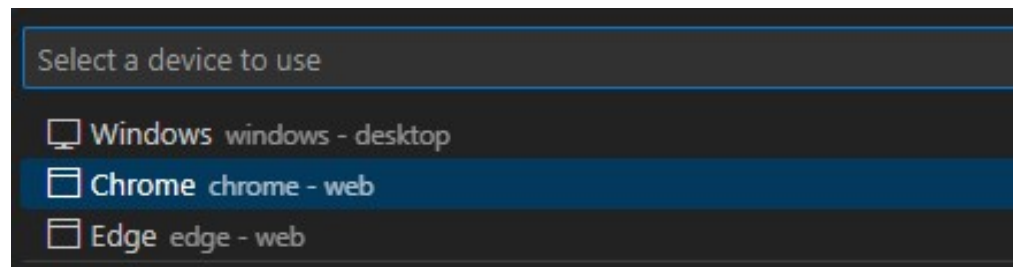 Select a device to use
Windows windows - desktop
Chrome chrome - web
Edge edge - web